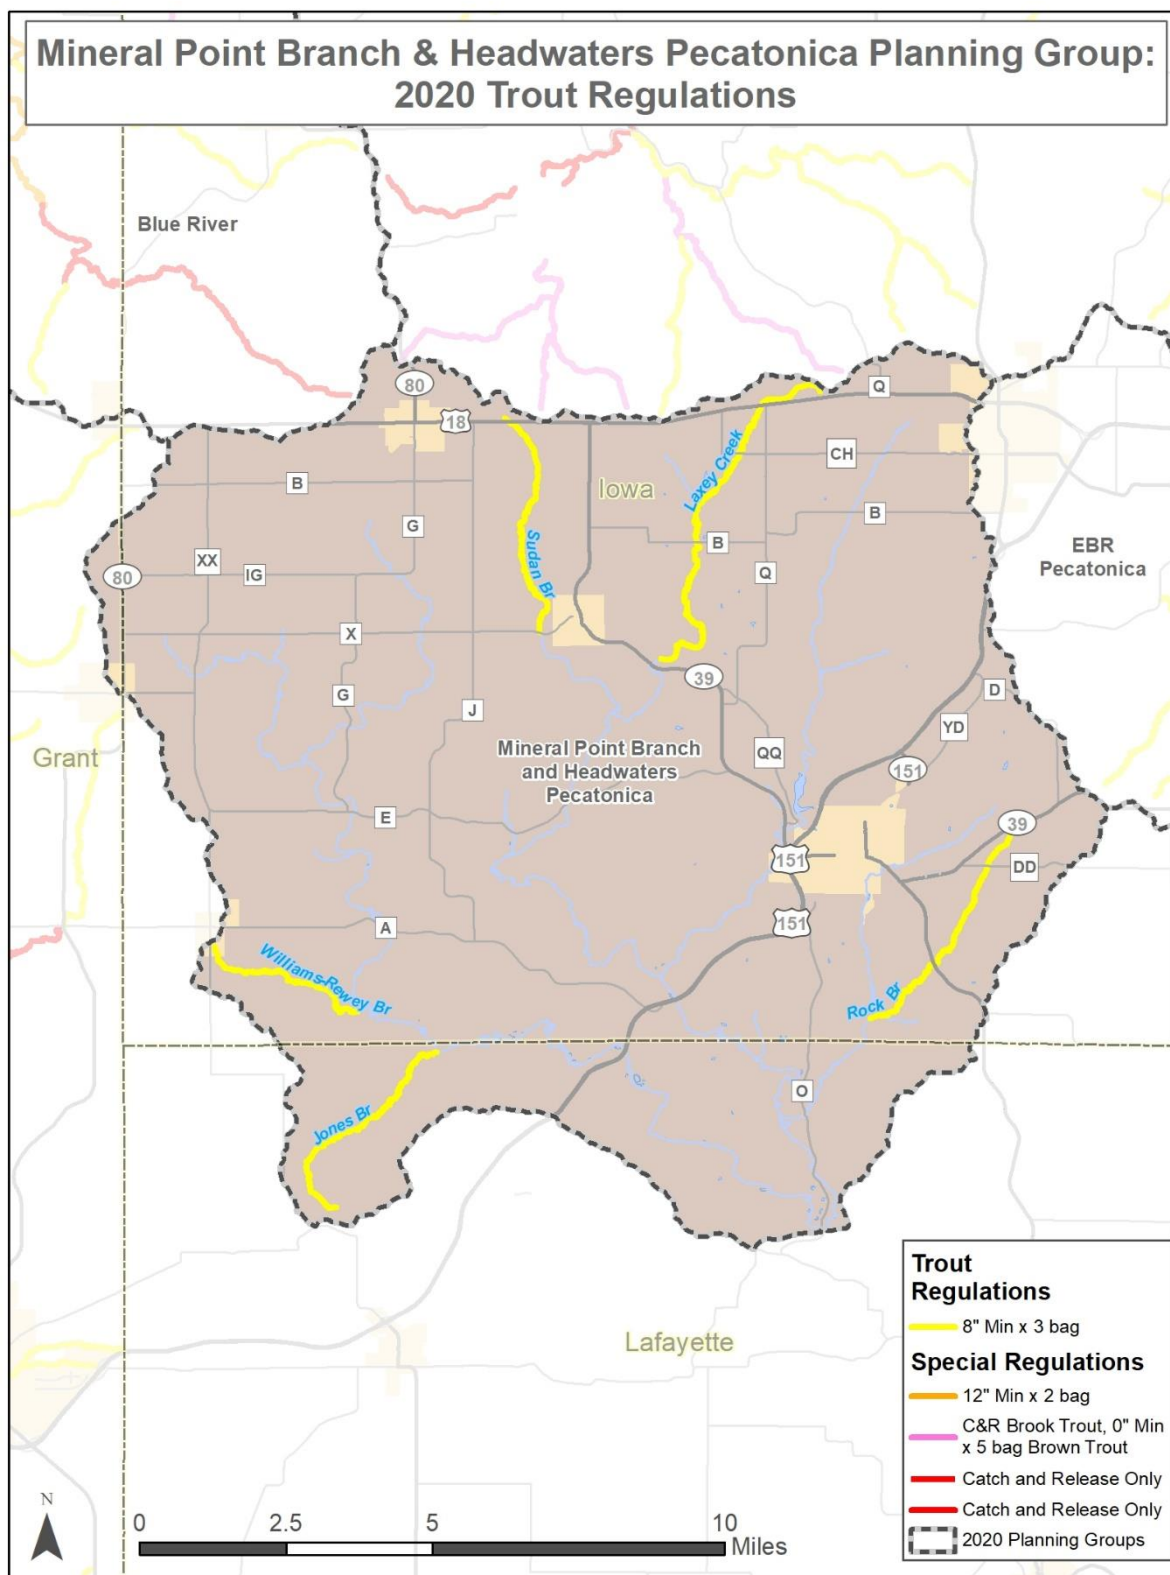 Mineral Point Branch & Headwaters Pecatonica Planning Group:
2020 Trout Regulations
Blue River
80
18
Q
Laxey Creek
CH
B
Iowa
B
G
Sudan Br
B
EBR
Pecatonica
XX
IG
80
Q
X
39
D
G
J
YD
Grant
Mineral Point Branch
and Headwaters
Pecatonica
QQ
151
E
39
151
DD
A
151
Williams-Rewey Br
Rock Br
O
Jones Br
Lafayette
Trout
Regulations
8" Min x 3 bag
Special Regulations
12" Min x 2 bag
C&R Brook Trout, 0" Min
x 5 bag Brown Trout
Catch and Release Only
Catch and Release Only
2020 Planning Groups
N
0 2.5 5 10
Miles